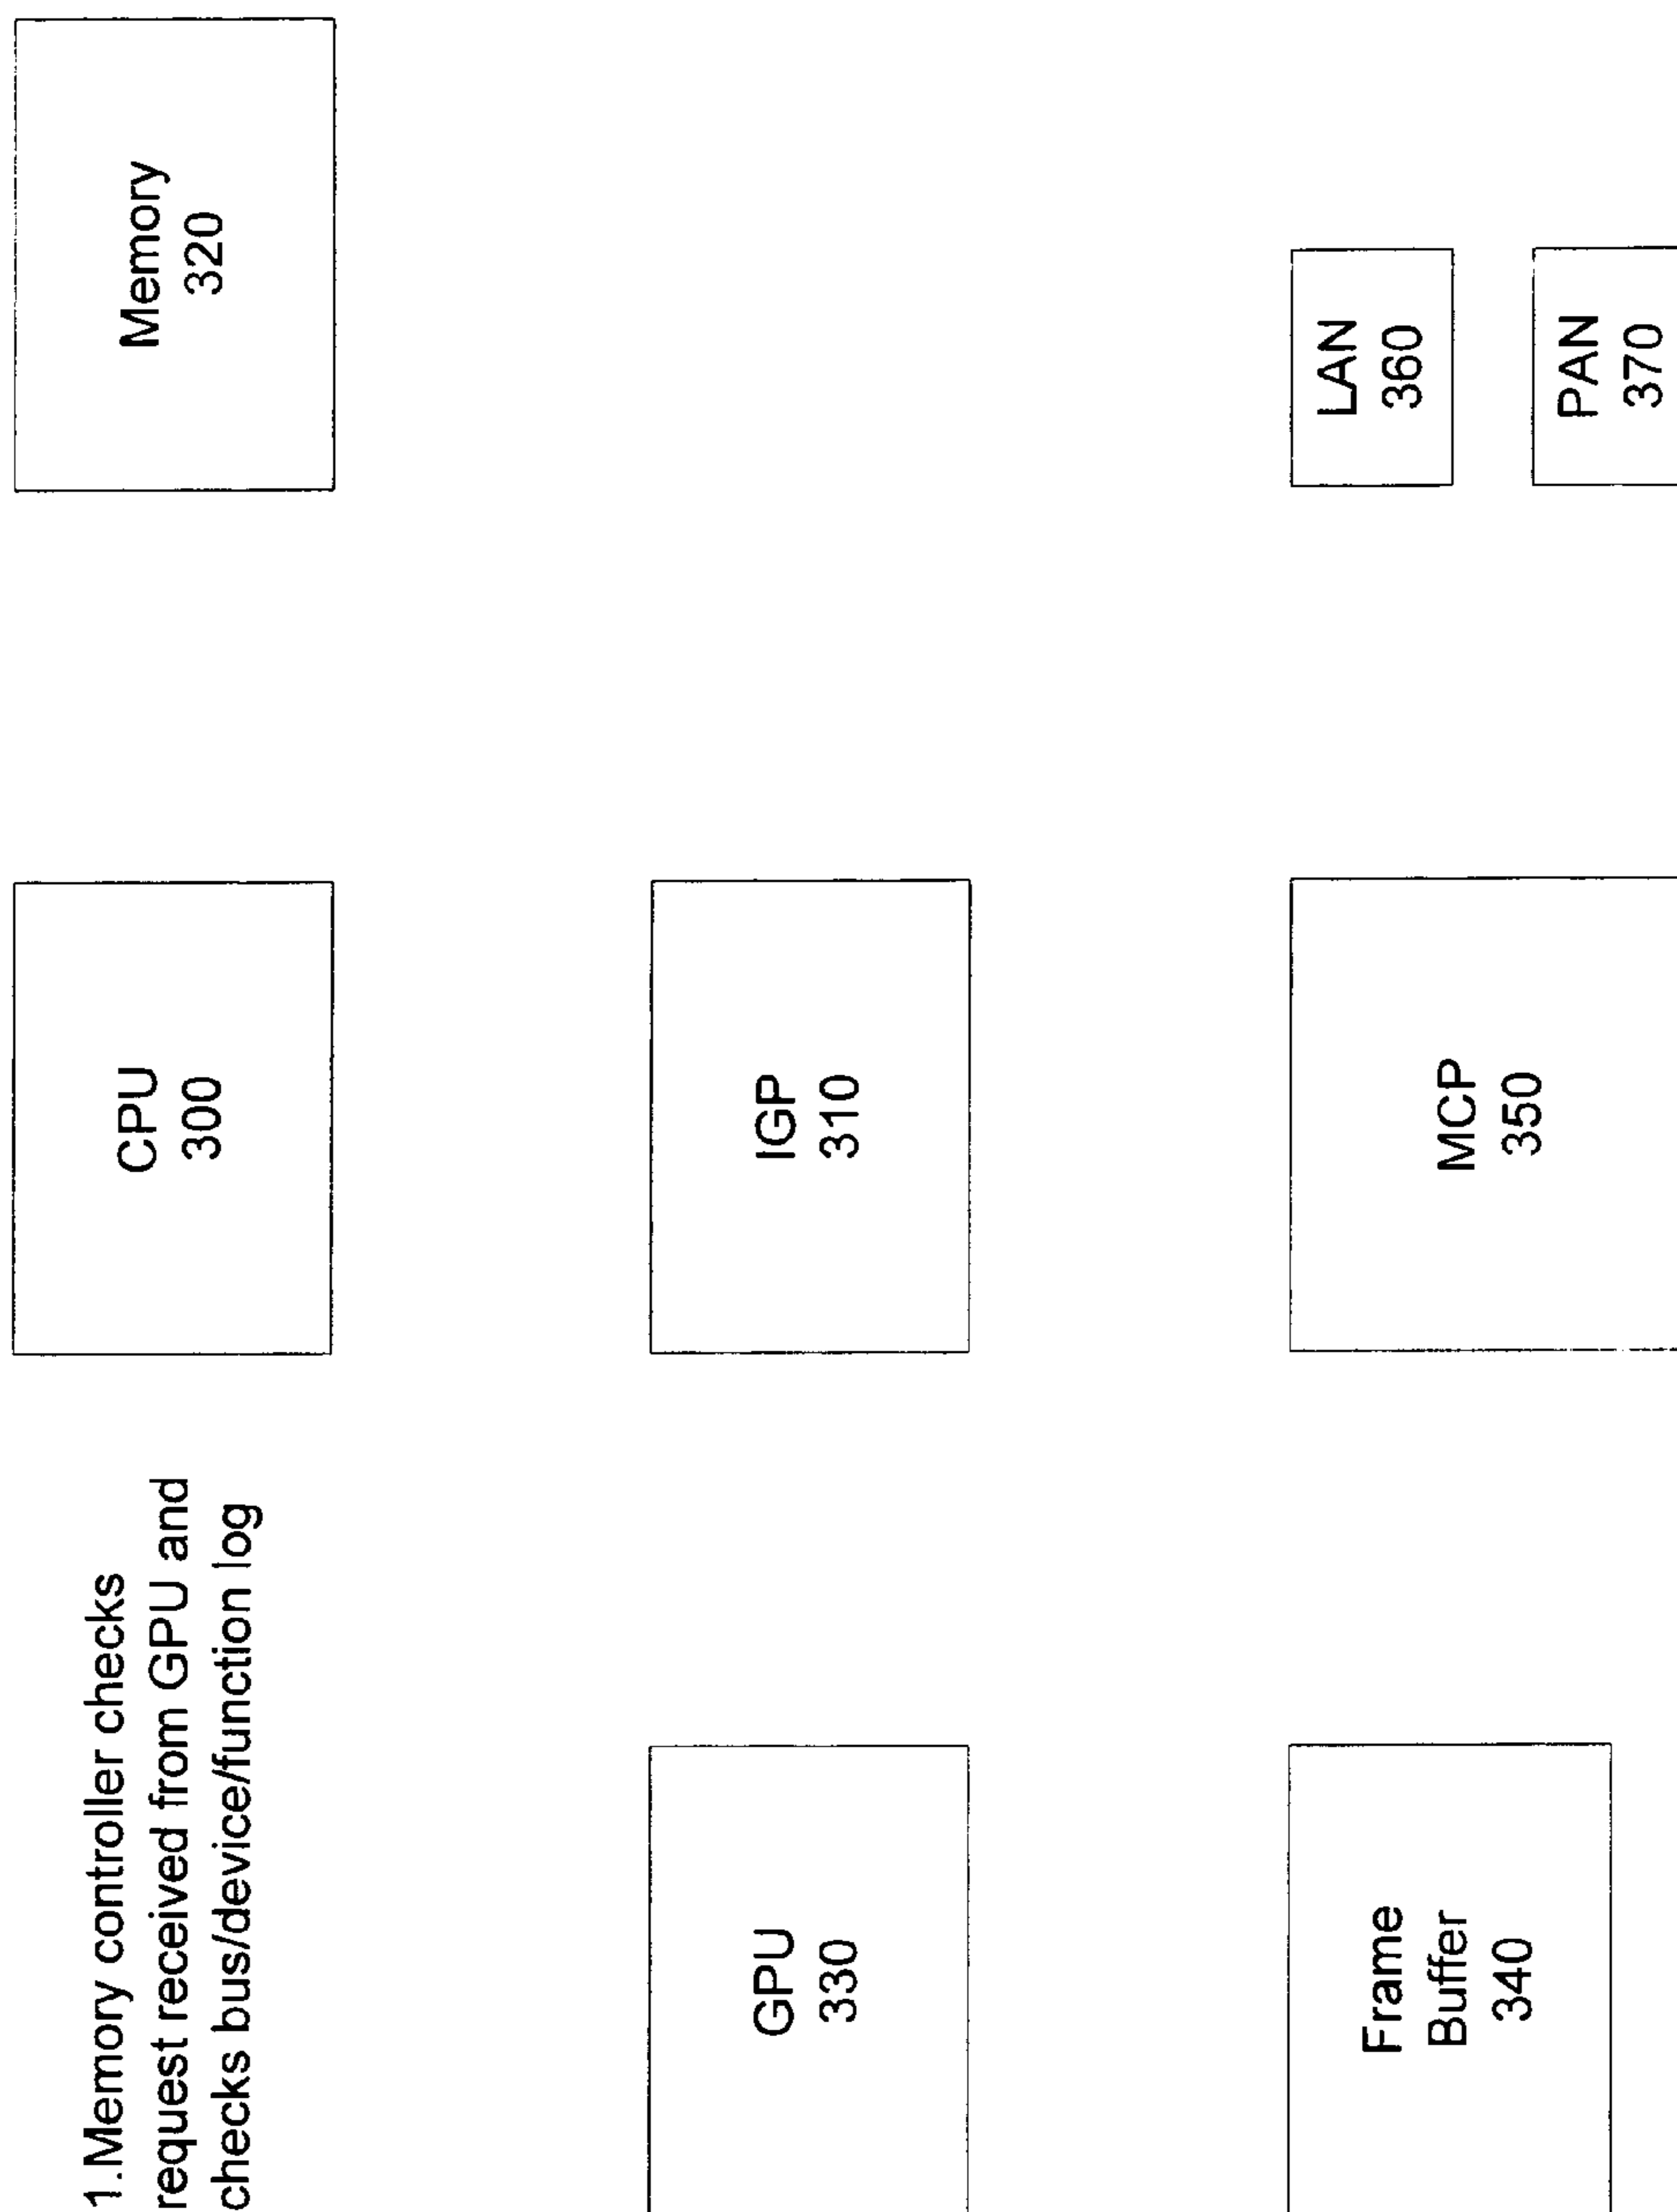 1.Memory controller checks
request received from GPU and
checks bus/device/function log
CPU
300
Memory
320
GPU
330
IGP
310
Frame
Buffer
340
MCP
350
LAN
360
PAN
370